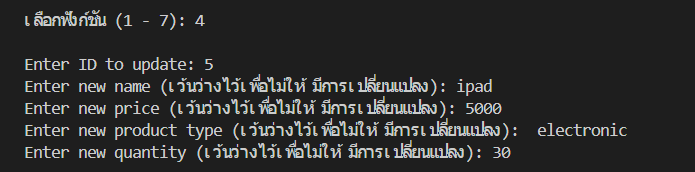 เลือกฟังก์ชัน (1 - 7): 4
Enter ID to update: 5
Enter new name (เว้นว่างไว้เพื่อไม่ให้มีการเปลี่ยนแปลง): ipad
Enter new price (เว้นว่างไว้เพื่อไม่ให้มีการเปลี่ยนแปลง): 5000
Enter new product type (เว้นว่างไว้เพื่อไม่ให้มีการเปลี่ยนแปลง):  electronic
Enter new quantity (เว้นว่างไว้เพื่อไม่ให้มีการเปลี่ยนแปลง): 30